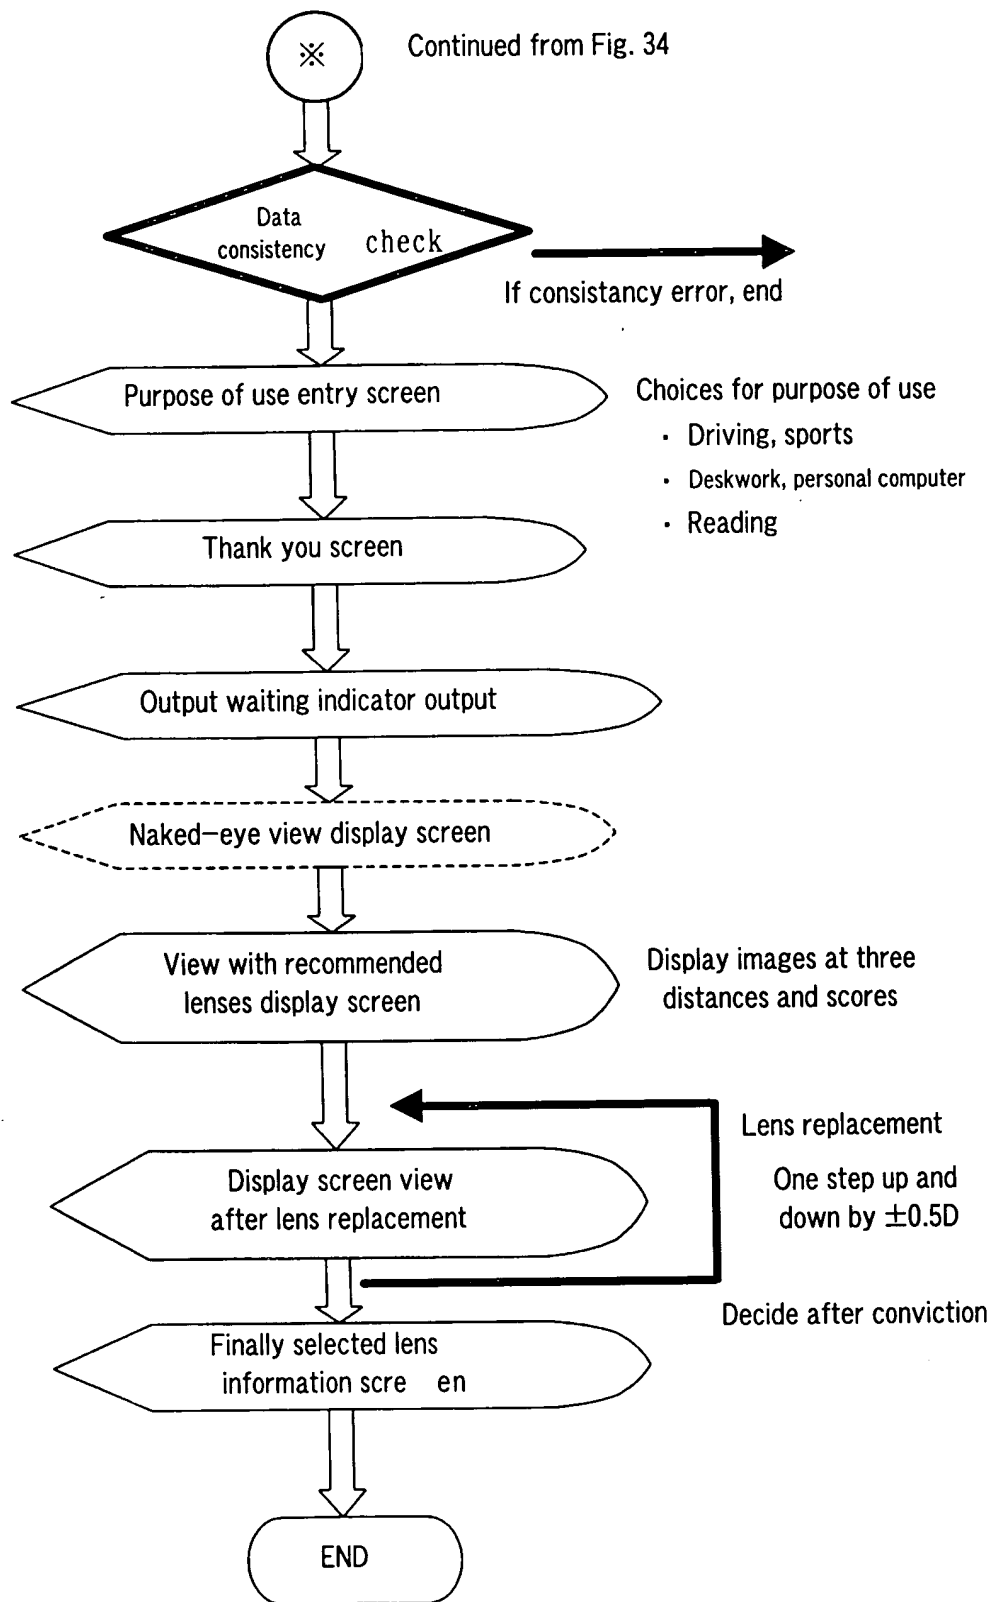 ※
Continued from Fig. 34
Data
consistency check
If consistancy error, end
Purpose of use entry screen
Choices for purpose of use
・ Driving, sports
・ Deskwork, personal computer
・ Reading
Thank you screen
Output waiting indicator output
Naked-eye view display screen
View with recommended
lenses display screen
Display images at three
distances and scores
Lens replacement
One step up and
down by ±0.5D
Display screen view
after lens replacement
Decide after conviction
Finally selected lens
information scre en
END